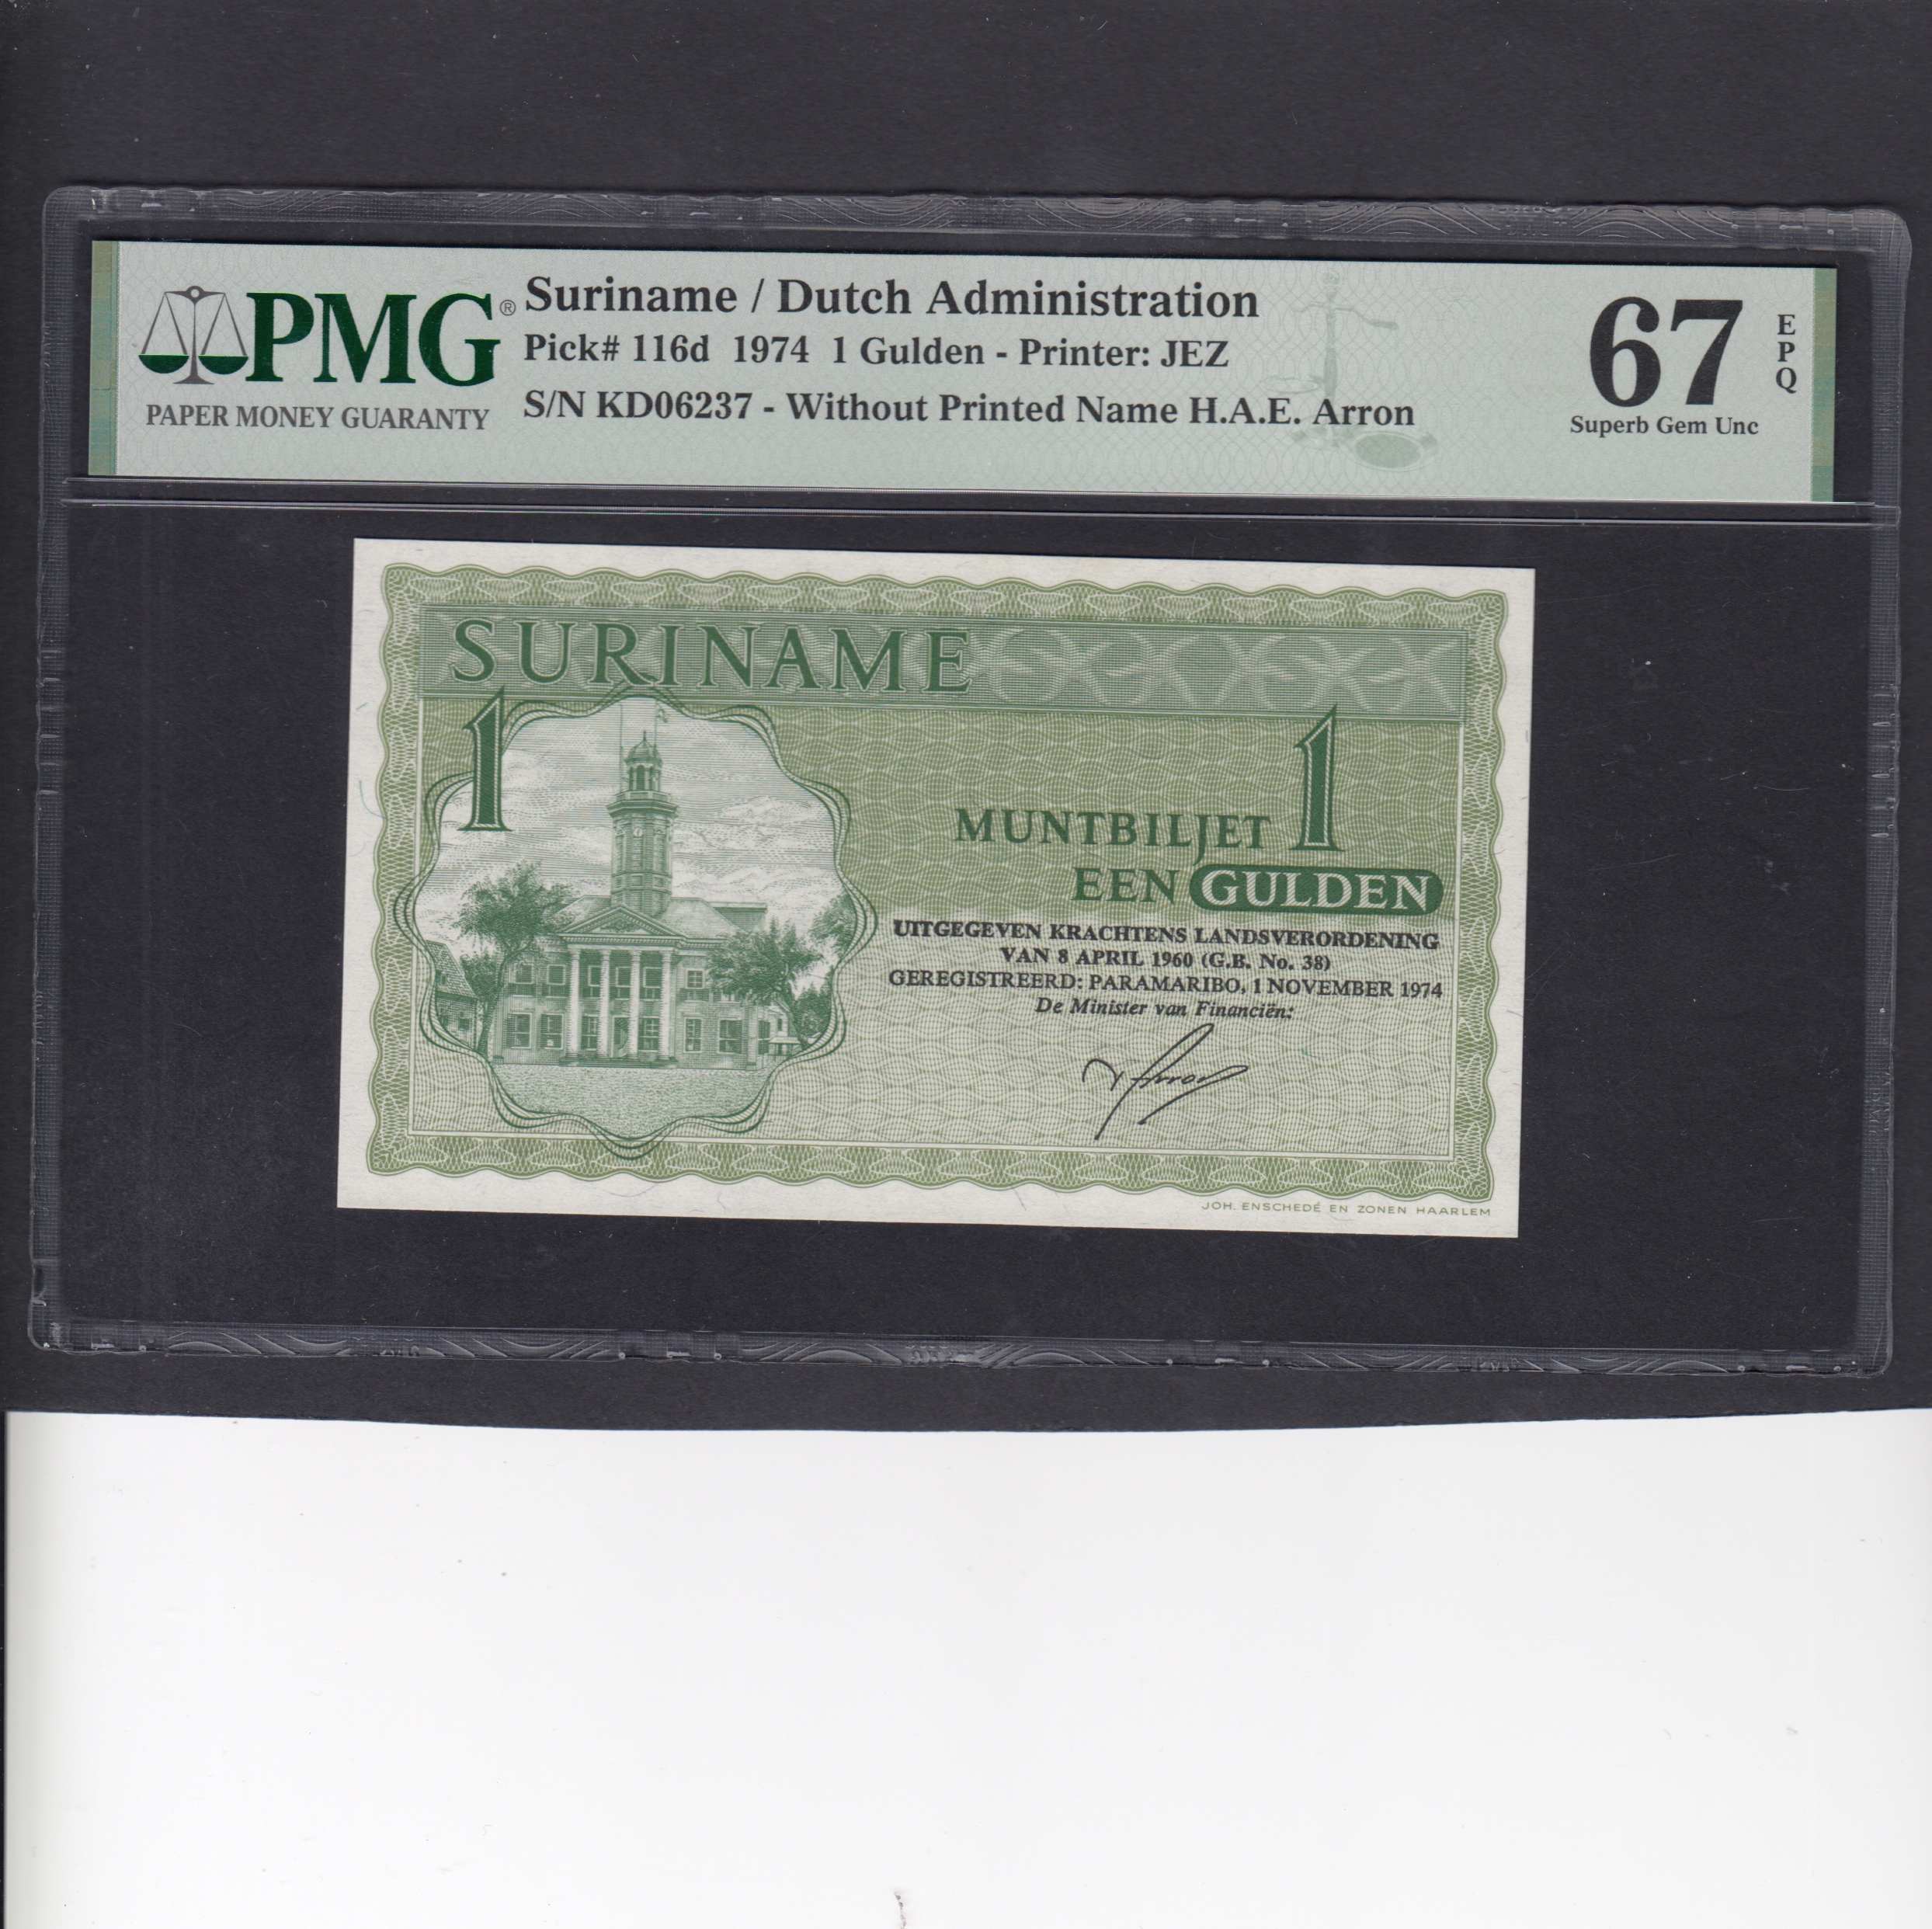 PMG®
PAPER MONEY GUARANTY
Suriname / Dutch Administration
Pick# 116d 1974 1 Gulden - Printer: JEZ
S/N KD06237 - Without Printed Name H.A.E. Arron
67
EPQ
Superb Gem Unc
SURINAME
1
1
MUNTBILJET
EEN GULDEN
UITGEGEVEN KRACHTENS LANDSVERORDENING
VAN 8 APRIL 1960 (G.B. No. 38)
GEREGISTREERD: PARAMARIBO, 1 NOVEMBER 1974
De Minister van Financiën:
JOH. ENSCHEDÉ EN ZONEN HAARLEM